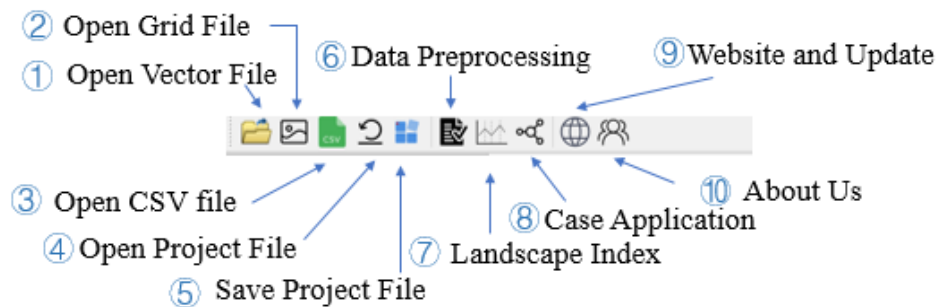 ② Open Grid File
① Open Vector File
⑥ Data Preprocessing
⑨ Website and Update
CSV
③ Open CSV file
④ Open Project File
⑤ Save Project File
⑦ Landscape Index
⑧ Case Application
⑩ About Us